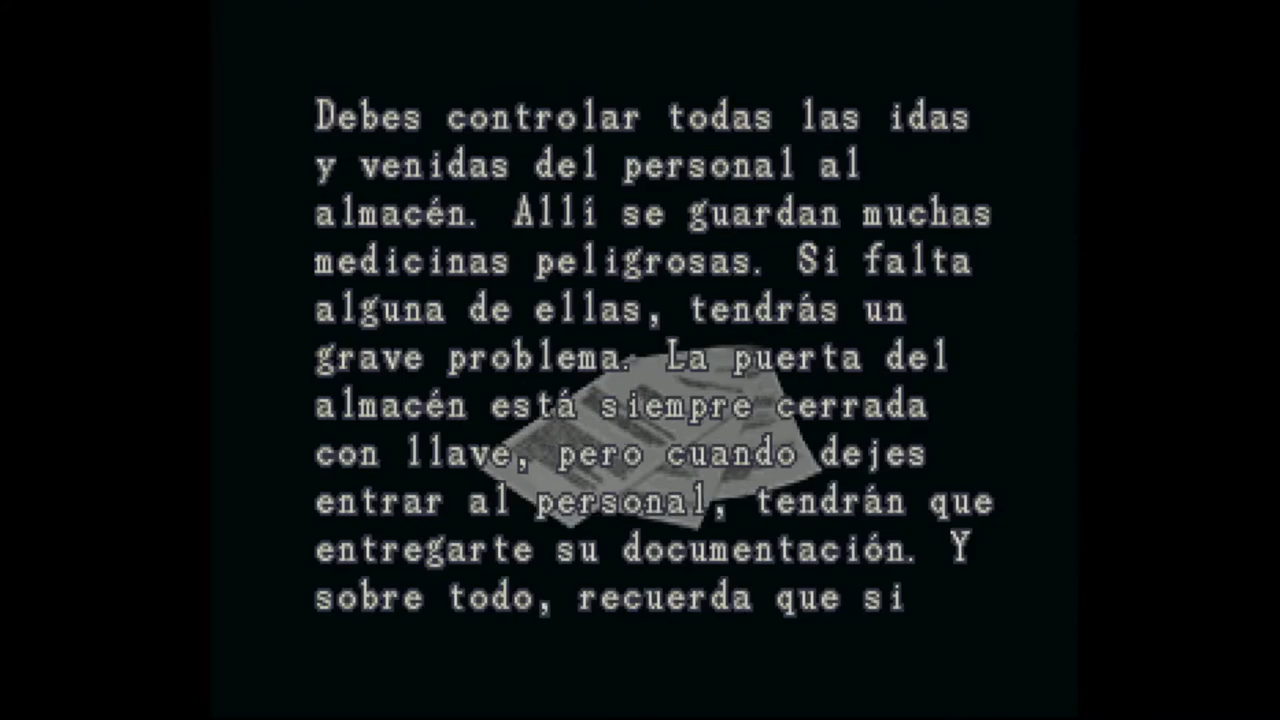 Debes controlar todas las idas
y venidas del personal al
almacén. Allí se guardan muchas
medicinas peligrosas. Si falta
alguna de ellas, tendrás un
grave problema. La puerta del
almacén está siempre cerrada
con llave, pero cuando dejes
entrar al personal, tendrán que
entregarte su documentación. Y
sobre todo, recuerda que si